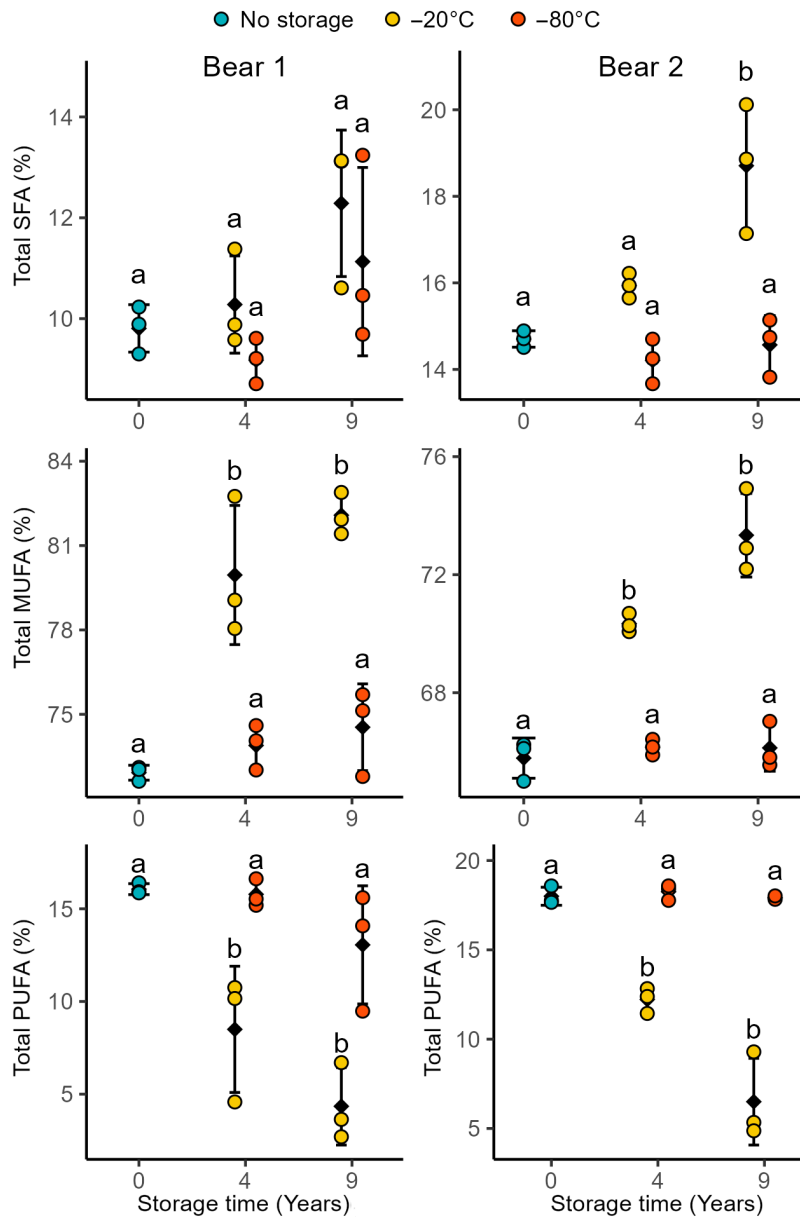 No storage –20°C –80°C
Bear 1 Bear 2
Total SFA (%)
14
12
10
a
a
a
a
a
0 4 9
20
18
16
14
a
a
a
b
a
0 4 9
Total MUFA (%)
84
81
78
75
a
b
a
b
a
0 4 9
76
72
68
a
b
a
b
a
0 4 9
Total PUFA (%)
15
10
5
a
b
a
b
a
0 4 9
Storage time (Years)
Total PUFA (%)
20
15
10
5
a
b
a
b
a
0 4 9
Storage time (Years)